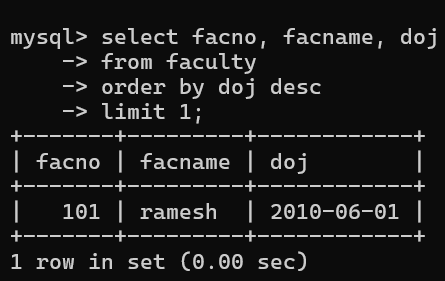 mysql> select facno, facname, doj
    -> from faculty
    -> order by doj desc
    -> limit 1;
+-------+---------+------------+
| facno | facname | doj        |
+-------+---------+------------+
|   101 | ramesh  | 2010-06-01 |
+-------+---------+------------+
1 row in set (0.00 sec)